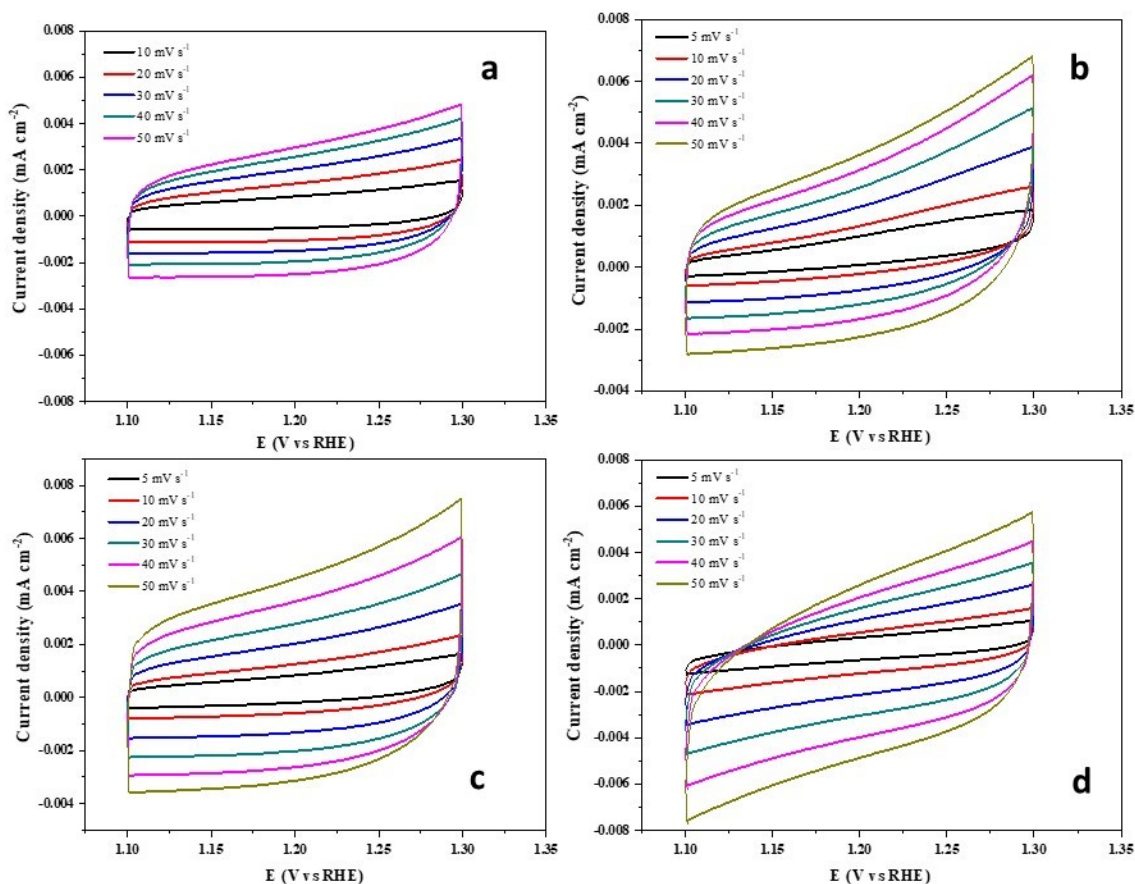 0.008
0.006
0.004
0.002
0.000
-0.002
-0.004
-0.006
-0.008
Current density (mA cm⁻²)
10 mV s⁻¹
20 mV s⁻¹
30 mV s⁻¹
40 mV s⁻¹
50 mV s⁻¹
a
1.10 1.15 1.20 1.25 1.30 1.35
E (V vs RHE)
0.008
0.006
0.004
0.002
0.000
-0.002
-0.004
Current density (mA cm⁻²)
5 mV s⁻¹
10 mV s⁻¹
20 mV s⁻¹
30 mV s⁻¹
40 mV s⁻¹
50 mV s⁻¹
b
1.10 1.15 1.20 1.25 1.30 1.35
E (V vs RHE)
0.008
0.006
0.004
0.002
0.000
-0.002
-0.004
Current density (mA cm⁻²)
5 mV s⁻¹
10 mV s⁻¹
20 mV s⁻¹
30 mV s⁻¹
40 mV s⁻¹
50 mV s⁻¹
c
1.10 1.15 1.20 1.25 1.30 1.35
E (V vs RHE)
0.008
0.006
0.004
0.002
0.000
-0.002
-0.004
-0.006
-0.008
Current density (mA cm⁻²)
5 mV s⁻¹
10 mV s⁻¹
20 mV s⁻¹
30 mV s⁻¹
40 mV s⁻¹
50 mV s⁻¹
d
1.10 1.15 1.20 1.25 1.30 1.35
E (V vs RHE)